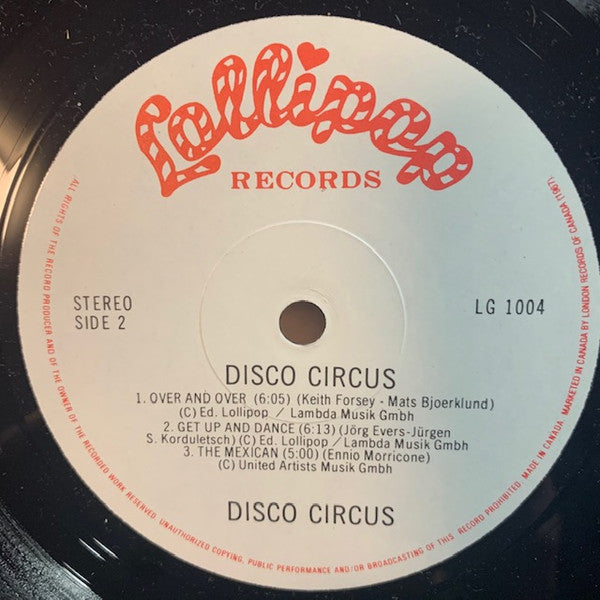 Lollipop
RECORDS
STEREO
SIDE 2
LG 1004
DISCO CIRCUS
1. OVER AND OVER (6:05) (Keith Forsey - Mats Bjoerklund)
(C) Ed. Lollipop / Lambda Musik Gmbh
2. GET UP AND DANCE (6:13) (Jörg Evers-Jürgen
S. Korduletsch) (C) Ed. Lollipop / Lambda Musik Gmbh
3. THE MEXICAN (5:00) (Ennio Morricone)
(C) United Artists Musik Gmbh
DISCO CIRCUS
ALL RIGHTS OF THE RECORD PRODUCER AND OF THE OWNER OF THE RECORDED WORK RESERVED. UNAUTHORIZED COPYING, PUBLIC PERFORMANCE AND/OR BROADCASTING OF THIS RECORD PROHIBITED. MADE IN CANADA. MARKETED IN CANADA BY LONDON RECORDS OF CANADA (1967).